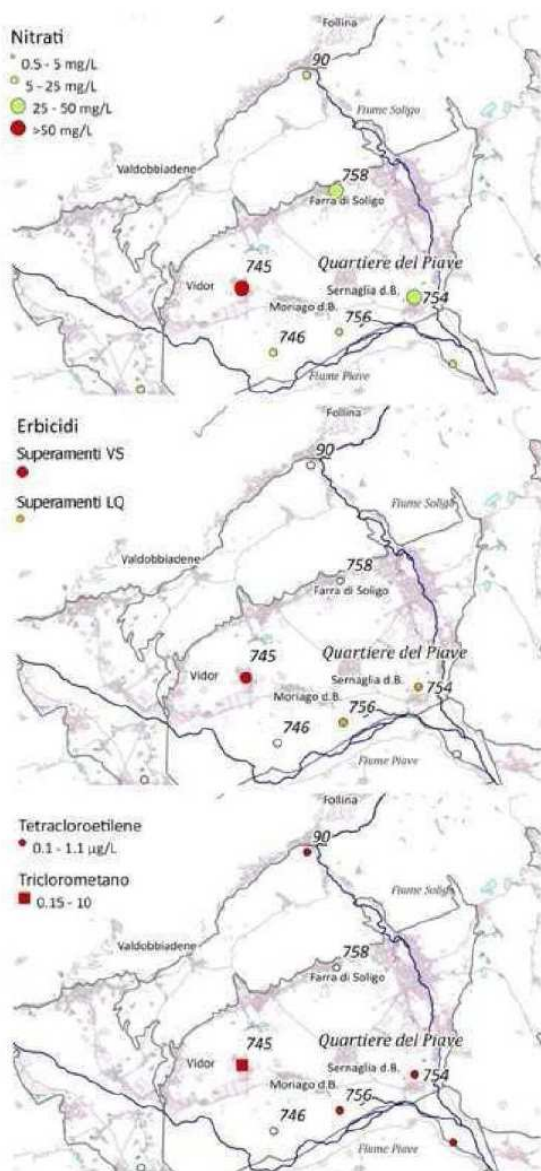 Follina
Nitrati
90
0.5 - 5 mg/L
5 - 25 mg/L
25 - 50 mg/L
>50 mg/L
Fiume Soligo
Valdobbiadene
758
Farra di Soligo
745
Quartiere del Piave
Vidor
Sernaglia d.B.
754
Moriago d.B.
756
746
Fiume Piave
Follina
Erbicidi
Superamenti VS
90
Superamenti LQ
Fiume Soligo
Valdobbiadene
758
Farra di Soligo
745
Quartiere del Piave
Vidor
Sernaglia d.B.
754
Moriago d.B.
756
746
Fiume Piave
Follina
Tetracloroetilene
0.1 - 1.1 µg/L
90
Triclorometano
0.15 - 10
Fiume Soligo
Valdobbiadene
758
Farra di Soligo
745
Quartiere del Piave
Vidor
Sernaglia d.B.
754
Moriago d.B.
756
746
Fiume Piave